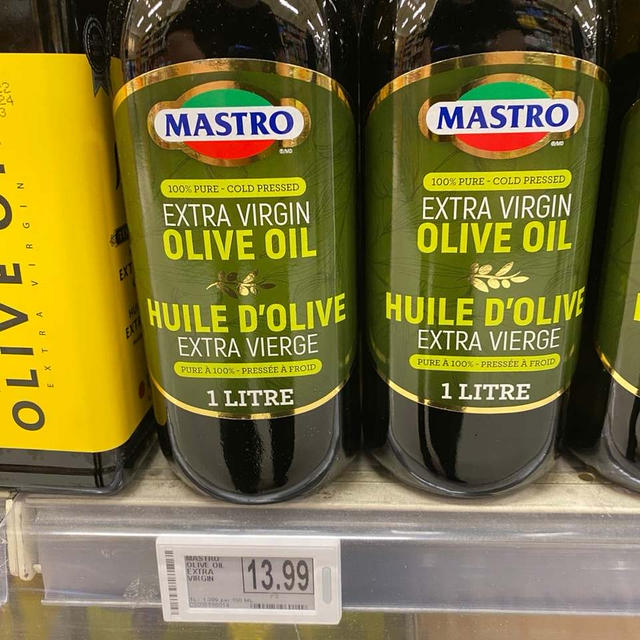 OLIVE
EXTRA VIRGIN
MASTRO
100% PURE - COLD PRESSED
EXTRA VIRGIN
OLIVE OIL
HUILE D'OLIVE
EXTRA VIERGE
PURE À 100% - PRESSÉE À FROID
1 LITRE
MASTRO
100% PURE - COLD PRESSED
EXTRA VIRGIN
OLIVE OIL
HUILE D'OLIVE
EXTRA VIERGE
PURE À 100% - PRESSÉE À FROID
1 LITRE
MASTRO
OLIVE OIL
EXTRA
VIRGIN
13.99